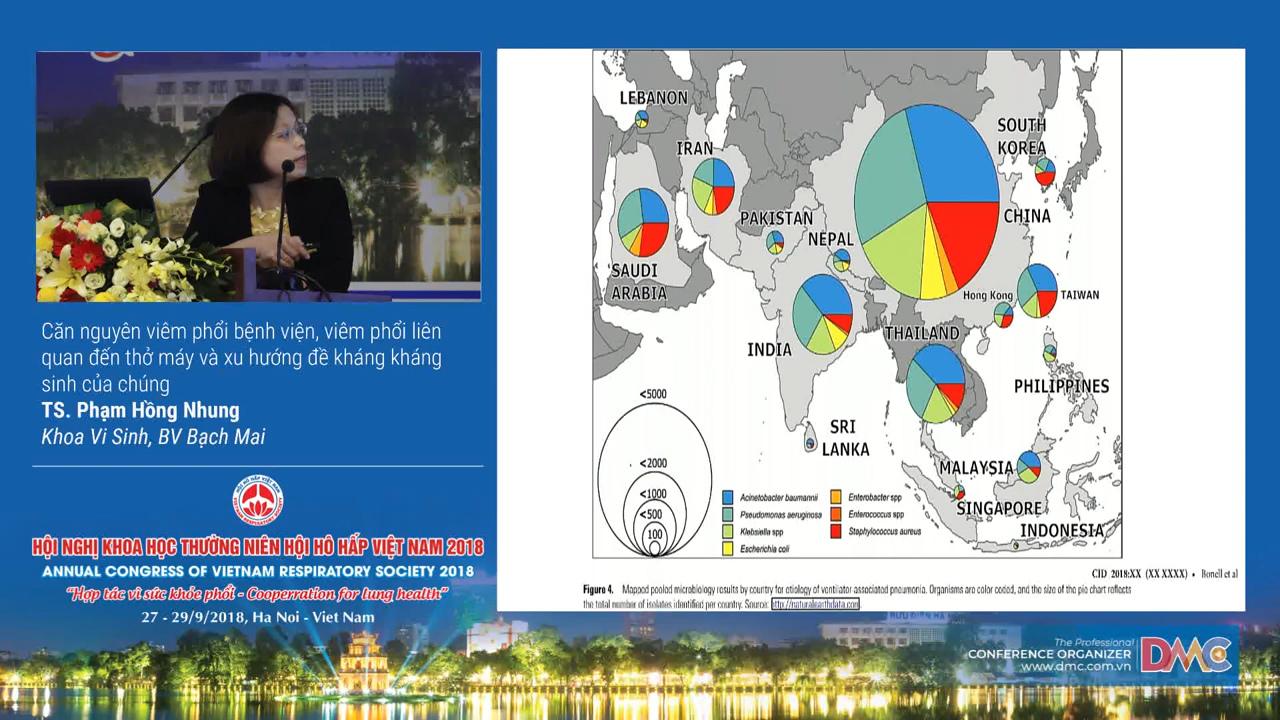 Căn nguyên viêm phổi bệnh viện, viêm phổi liên
quan đến thở máy và xu hướng đề kháng kháng
sinh của chúng
TS. Phạm Hồng Nhung
Khoa Vi Sinh, BV Bạch Mai
HỘI HÔ HẤP VIỆT NAM
VIETNAM RESPIRATORY SOCIETY
HỘI NGHỊ KHOA HỌC THƯỜNG NIÊN HỘI HÔ HẤP VIỆT NAM 2018
ANNUAL CONGRESS OF VIETNAM RESPIRATORY SOCIETY 2018
“Hợp tác vì sức khỏe phổi - Cooperration for lung health”
27 - 29/9/2018, Ha Noi - Viet Nam
LEBANON
IRAN
SAUDI
ARABIA
PAKISTAN
NEPAL
INDIA
SRI
LANKA
SOUTH
KOREA
CHINA
Hong Kong
TAIWAN
THAILAND
PHILIPPINES
MALAYSIA
SINGAPORE
INDONESIA
<5000
<2000
<1000
<500
100
Acinetobacter baumannii
Pseudomonas aeruginosa
Klebsiella spp
Escherichia coli
Enterobacter spp
Enterococcus spp
Staphylococcus aureus
CID 2018:XX (XX XXXX) • Bonell et al
Figure 4. Mapped pooled microbiology results by country for etiology of ventilator associated pneumonia. Organisms are color coded, and the size of the pie chart reflects
the total number of isolates identified per country. Source: http://naturalearthdata.com.
The Professional
CONFERENCE ORGANIZER
www.dmc.com.vn
DMC